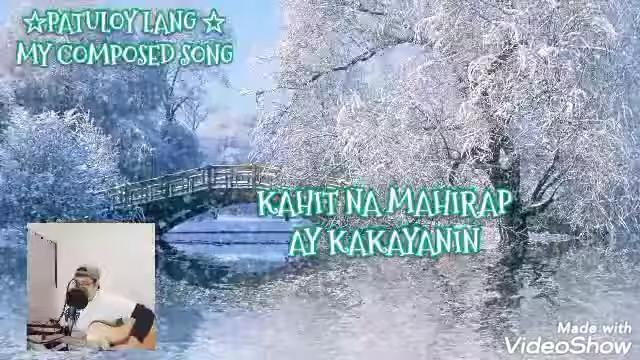 ☆PATULOY LANG ☆
MY COMPOSED SONG
KAHIT NA MAHIRAP
AY KAKAYANIN
Made with
VideoShow